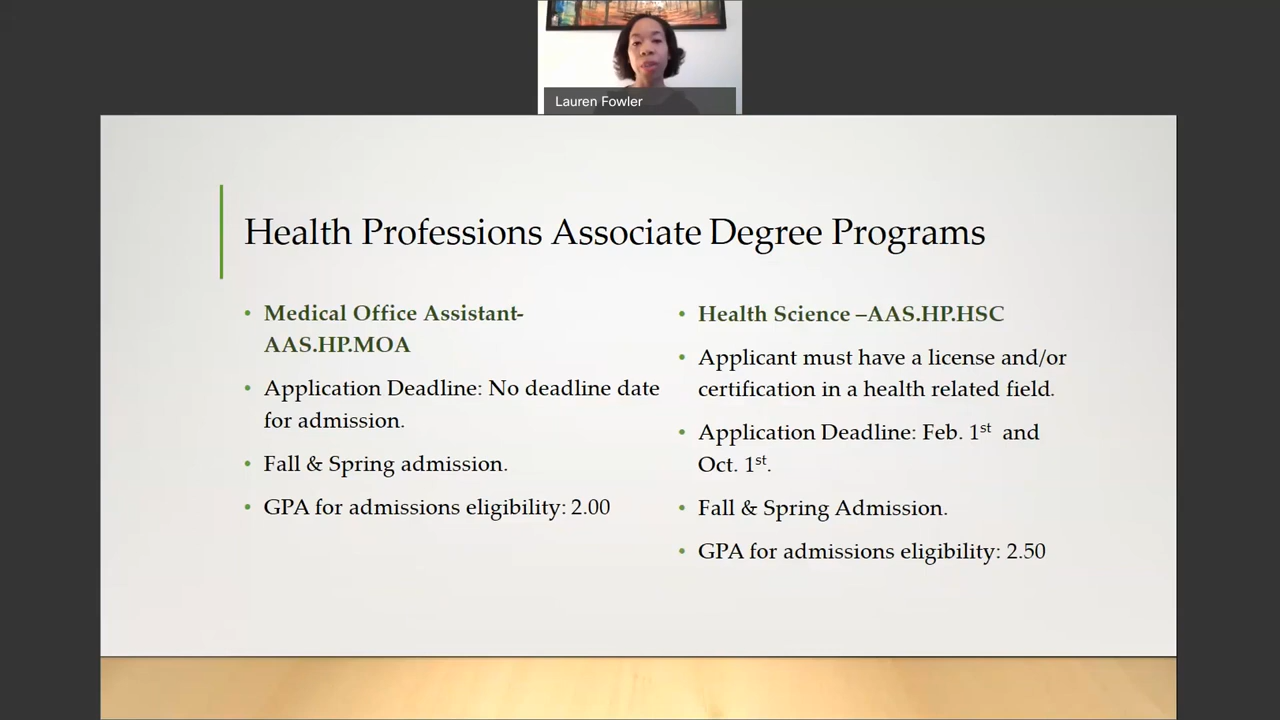 Lauren Fowler
Health Professions Associate Degree Programs
• Medical Office Assistant-
AAS.HP.MOA
• Application Deadline: No deadline date
for admission.
• Fall & Spring admission.
• GPA for admissions eligibility: 2.00
• Health Science –AAS.HP.HSC
• Applicant must have a license and/or
certification in a health related field.
• Application Deadline: Feb. 1st and
Oct. 1st.
• Fall & Spring Admission.
• GPA for admissions eligibility: 2.50